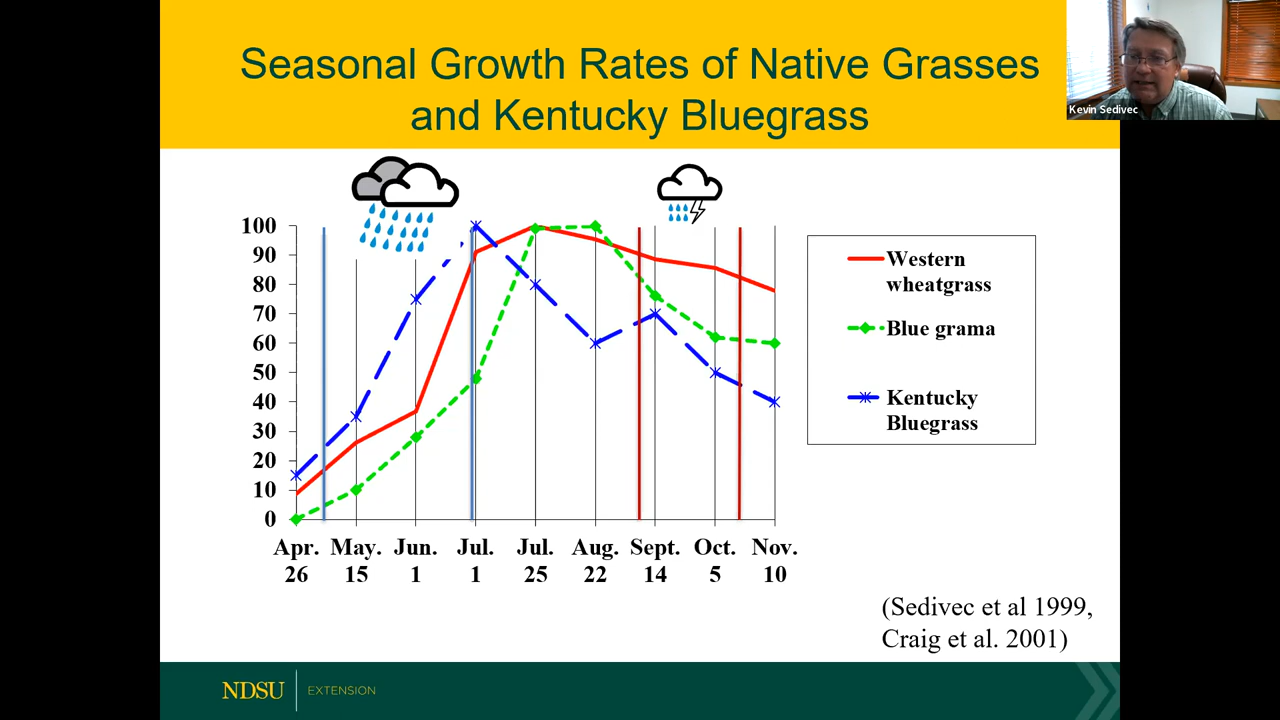 Seasonal Growth Rates of Native Grasses
and Kentucky Bluegrass
Kevin Sedivec
100
90
80
70
60
50
40
30
20
10
0
Apr. May. Jun. Jul. Jul. Aug. Sept. Oct. Nov.
26 15 1 1 25 22 14 5 10
Western
wheatgrass
Blue grama
Kentucky
Bluegrass
(Sedivec et al 1999,
Craig et al. 2001)
NDSU EXTENSION